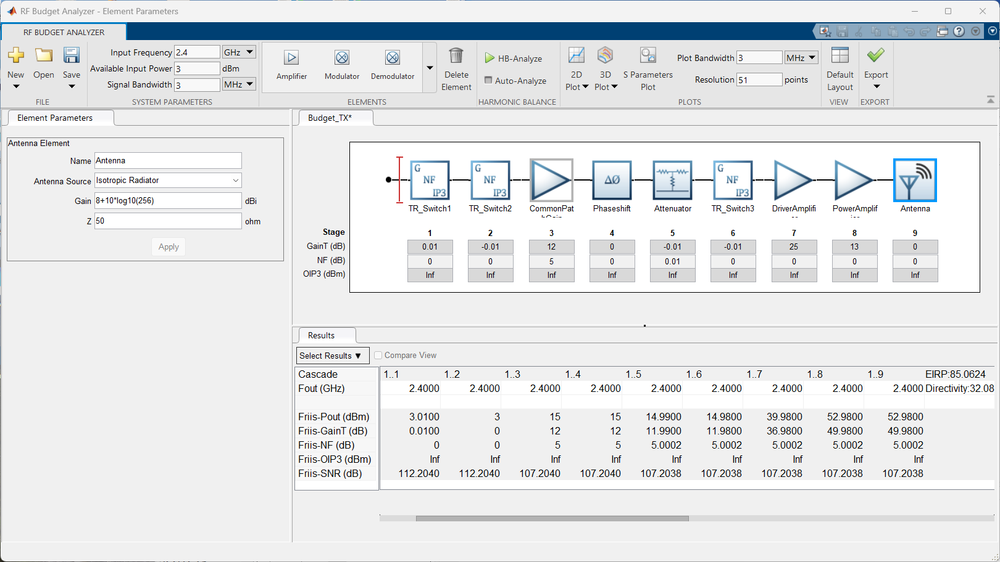 RF Budget Analyzer - Element Parameters
RF BUDGET ANALYZER
New
Open
Save
FILE
Input Frequency 2.4 GHz
Available Input Power 3 dBm
Signal Bandwidth 3 MHz
SYSTEM PARAMETERS
Amplifier
Modulator
Demodulator
ELEMENTS
Delete
Element
HB-Analyze
Auto-Analyze
HARMONIC BALANCE
2D
Plot
3D
Plot
S Parameters
Plot
Plot Bandwidth 3 MHz
Resolution 51 points
PLOTS
Default
Layout
VIEW
Export
EXPORT
Element Parameters
Antenna Element
Name Antenna
Antenna Source Isotropic Radiator
Gain 8+10*log10(256) dBi
Z 50 ohm
Apply
Budget_TX*
G NF IP3 G NF IP3 ΔØ G NF IP3
TR_Switch1 TR_Switch2 CommonPat Phaseshift Attenuator TR_Switch3 DriverAmplifi PowerAmplif Antenna
Stage 1 2 3 4 5 6 7 8 9
GainT (dB) 0.01 -0.01 12 0 -0.01 -0.01 25 13 0
NF (dB) 0 0 5 0 0.01 0 0 0 0
OIP3 (dBm) Inf Inf Inf Inf Inf Inf Inf Inf Inf
Results
Select Results ▼ Compare View
Cascade 1..1 1..2 1..3 1..4 1..5 1..6 1..7 1..8 1..9 EIRP:85.0624
Fout (GHz) 2.4000 2.4000 2.4000 2.4000 2.4000 2.4000 2.4000 2.4000 2.4000 Directivity:32.08
Friis-Pout (dBm) 3.0100 3 15 15 14.9900 14.9800 39.9800 52.9800 52.9800
Friis-GainT (dB) 0.0100 0 12 12 11.9900 11.9800 36.9800 49.9800 49.9800
Friis-NF (dB) 0 0 5 5 5.0002 5.0002 5.0002 5.0002 5.0002
Friis-OIP3 (dBm) Inf Inf Inf Inf Inf Inf Inf Inf Inf
Friis-SNR (dB) 112.2040 112.2040 107.2040 107.2040 107.2038 107.2038 107.2038 107.2038 107.2038